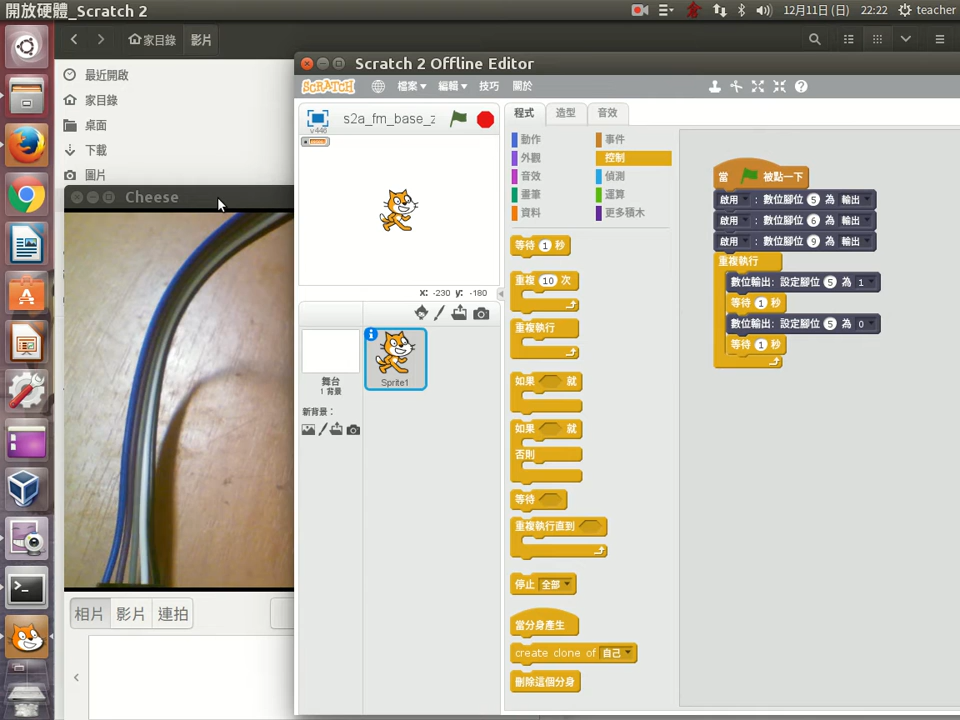 開放硬體_Scratch 2
12月11日 (日) 22:22 teacher
家目錄 影片
最近開啟
家目錄
桌面
下載
圖片
Cheese
相片 影片 連拍
Scratch 2 Offline Editor
SCRATCH 檔案 編輯 技巧 關於
v446
s2a_fm_base_2
x: -230 y: -180
Sprite1
舞台
1 背景
新背景：
程式 造型 音效
動作 事件
外觀 控制
音效 偵測
畫筆 運算
資料 更多積木
等待 1 秒
重複 10 次
重複執行
如果 就
如果 就
否則
等待
重複執行直到
停止 全部
當分身產生
create clone of 自己
刪除這個分身
當 被點一下
啟用 : 數位腳位 5 為 輸出
啟用 : 數位腳位 6 為 輸出
啟用 : 數位腳位 9 為 輸出
重複執行
數位輸出: 設定腳位 5 為 1
等待 1 秒
數位輸出: 設定腳位 5 為 0
等待 1 秒